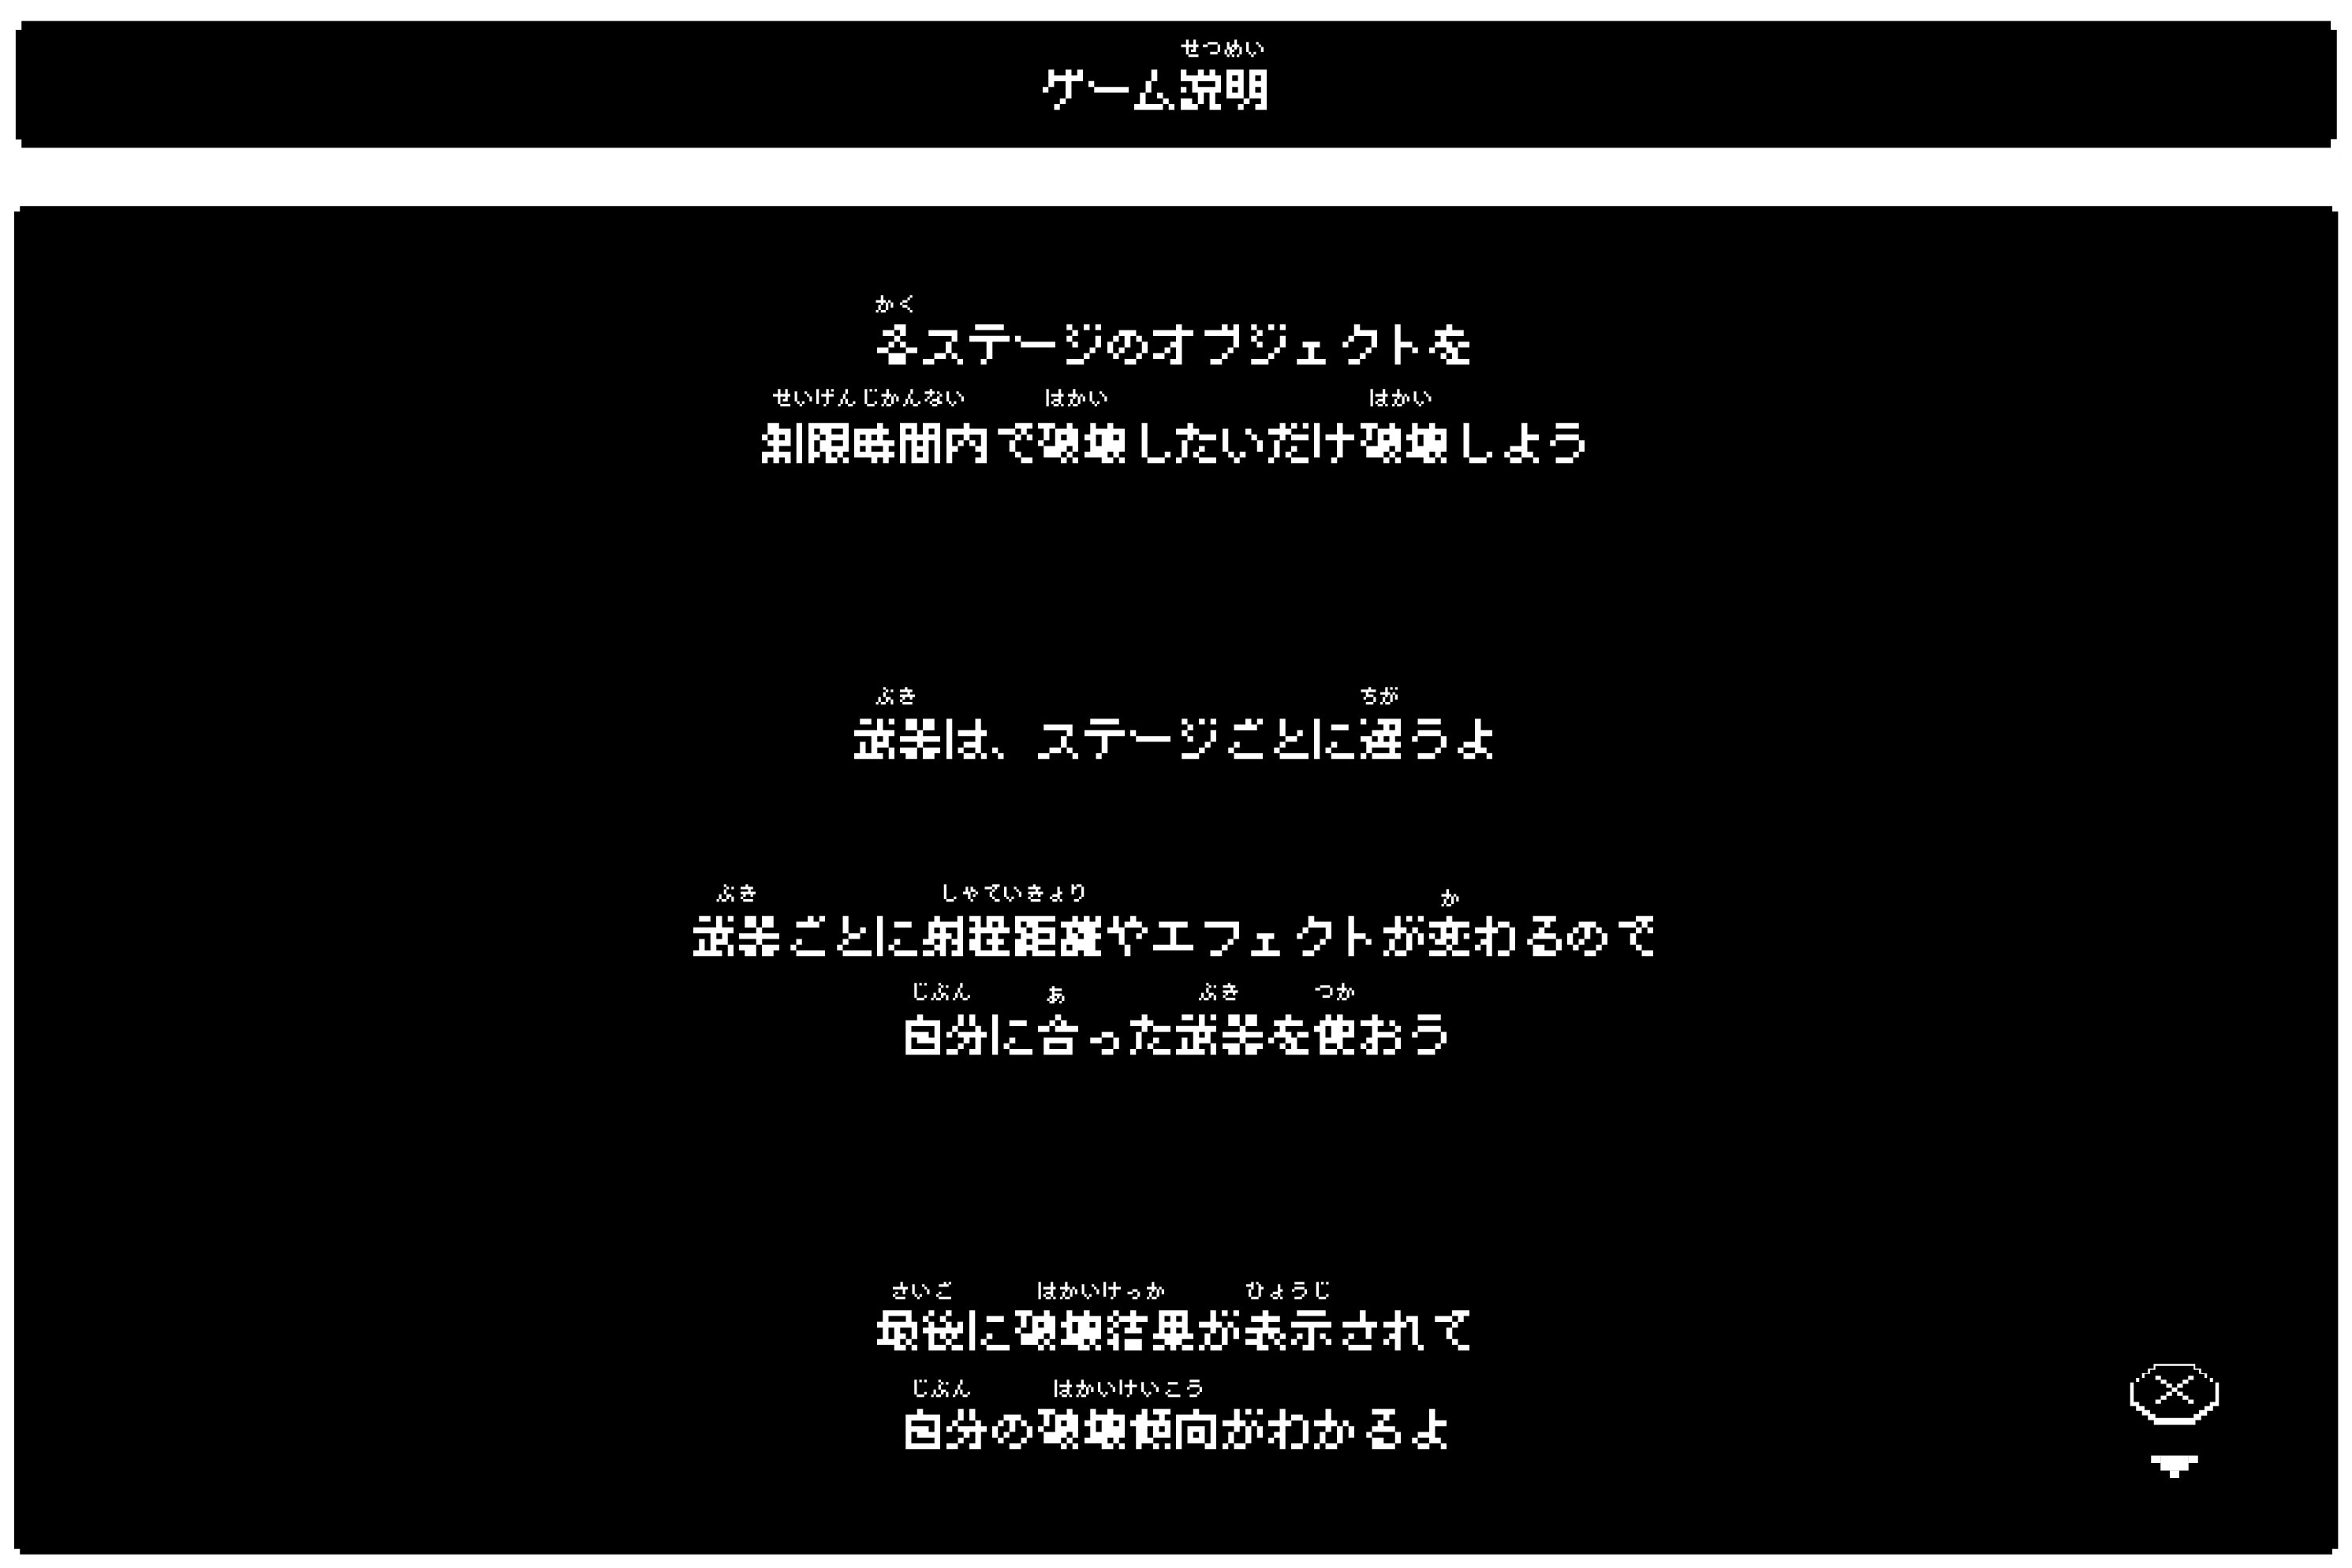 せつめい
ゲーム説明
かく
各ステージのオブジェクトを
せいげんじかんない はかい はかい
制限時間内で破壊したいだけ破壊しよう
ぶき ちが
武器は、ステージごとに違うよ
ぶき しゃていきょり か
武器ごとに射程距離やエフェクトが変わるので
じぶん あ ぶき つか
自分に合った武器を使おう
さいご はかいけっか ひょうじ
最後に破壊結果が表示されて
じぶん はかいけいこう
自分の破壊傾向がわかるよ